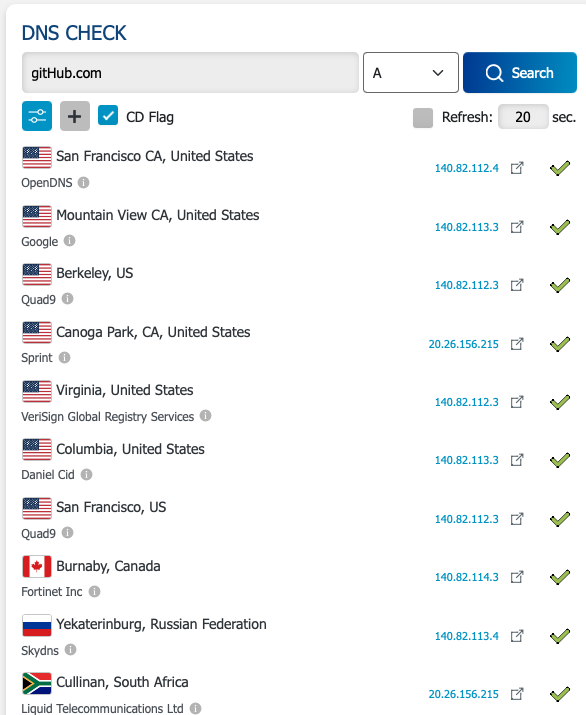 DNS CHECK
gitHub.com
A
Search
CD Flag
Refresh: 20 sec.
San Francisco CA, United States
OpenDNS
140.82.112.4
Mountain View CA, United States
Google
140.82.113.3
Berkeley, US
Quad9
140.82.112.3
Canoga Park, CA, United States
Sprint
20.26.156.215
Virginia, United States
VeriSign Global Registry Services
140.82.112.3
Columbia, United States
Daniel Cid
140.82.113.3
San Francisco, US
Quad9
140.82.112.3
Burnaby, Canada
Fortinet Inc
140.82.114.3
Yekaterinburg, Russian Federation
Skydns
140.82.113.4
Cullinan, South Africa
Liquid Telecommunications Ltd
20.26.156.215